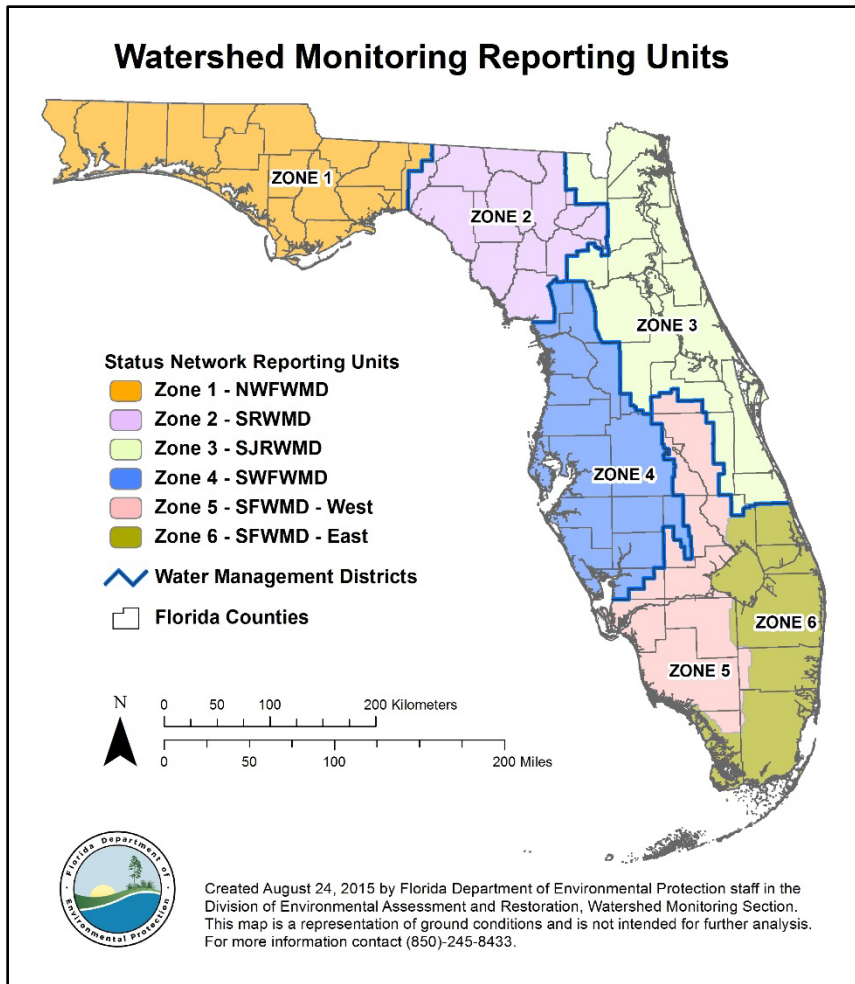 Watershed Monitoring Reporting Units
ZONE 1
ZONE 2
ZONE 3
Status Network Reporting Units
Zone 1 - NWFWMD
Zone 2 - SRWMD
Zone 3 - SJRWMD
Zone 4 - SWFWMD
Zone 5 - SFWMD - West
Zone 6 - SFWMD - East
Water Management Districts
Florida Counties
ZONE 4
ZONE 6
ZONE 5
N
0 50 100 200 Kilometers
0 50 100 200 Miles
Florida Department of
Environmental Protection
Created August 24, 2015 by Florida Department of Environmental Protection staff in the
Division of Environmental Assessment and Restoration, Watershed Monitoring Section.
This map is a representation of ground conditions and is not intended for further analysis.
For more information contact (850)-245-8433.